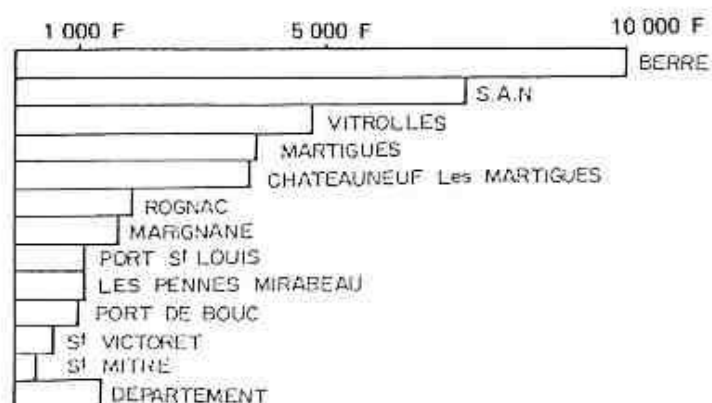 1 000 F 5 000 F 10 000 F
BERRE
S.A.N
VITROLLES
MARTIGUES
CHATEAUNEUF Les MARTIGUES
ROGNAC
MARIGNANE
PORT St LOUIS
LES PENNES MIRABEAU
PORT DE BOUC
St VICTORET
St MITRE
DEPARTEMENT